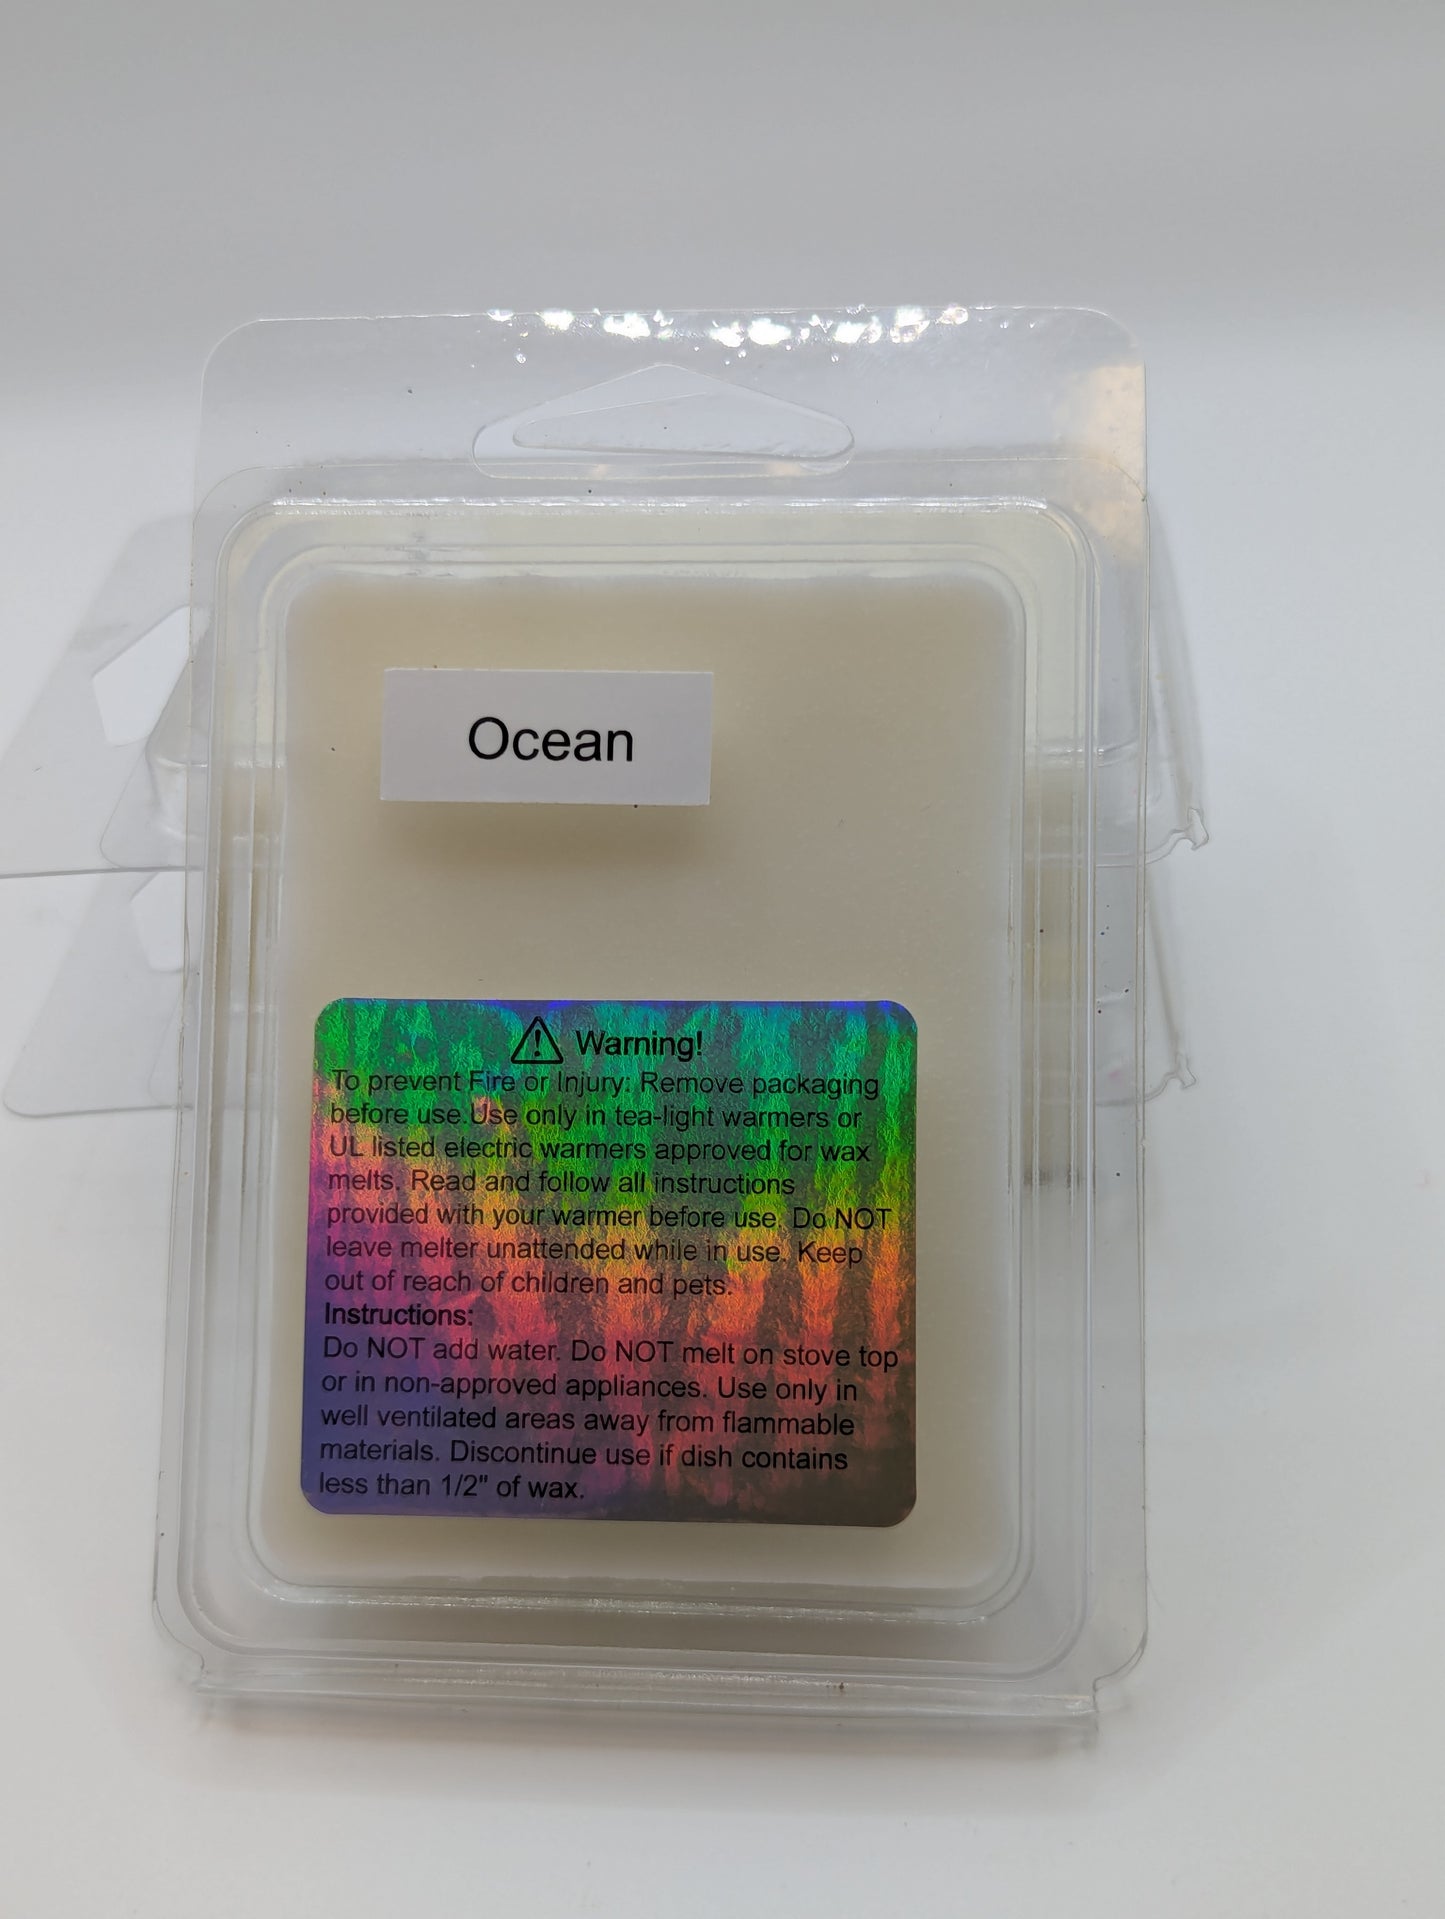 Ocean
Warning!
To prevent Fire or Injury: Remove packaging
before use.Use only in tea-light warmers or
UL listed electric warmers approved for wax
melts. Read and follow all instructions
provided with your warmer before use. Do NOT
leave melter unattended while in use. Keep
out of reach of children and pets.
Instructions:
Do NOT add water. Do NOT melt on stove top
or in non-approved appliances. Use only in
well ventilated areas away from flammable
materials. Discontinue use if dish contains
less than 1/2" of wax.